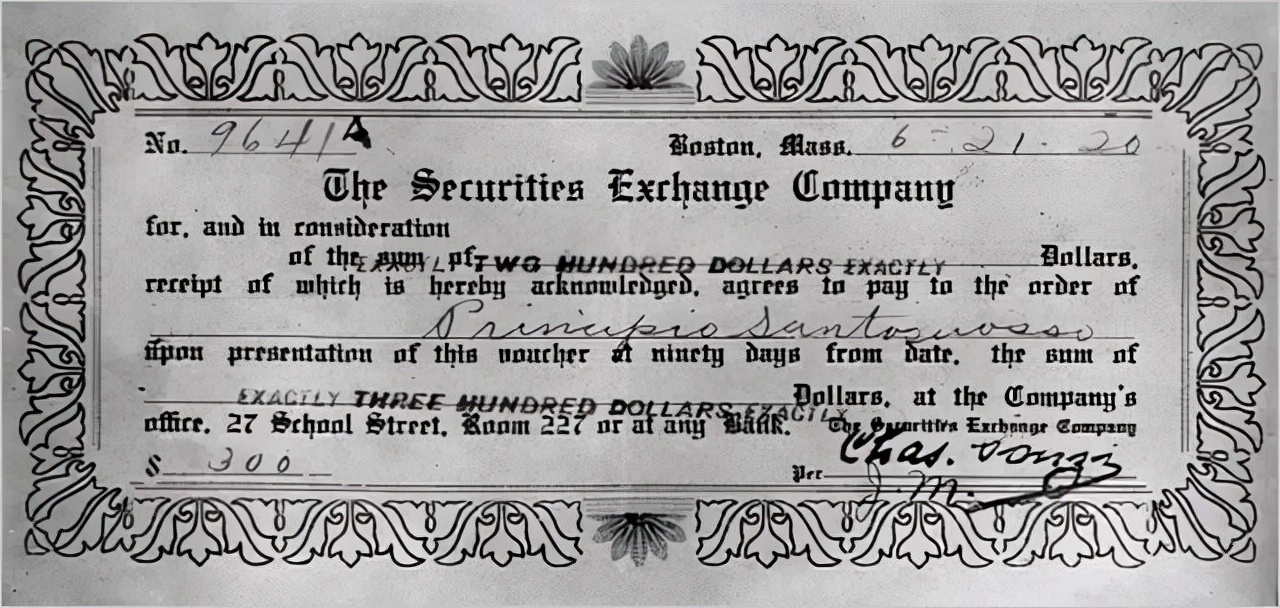 No. 9641A Boston, Mass. 6-21-20
The Securities Exchange Company
for, and in consideration
of the sum of EXACTLY TWO HUNDRED DOLLARS EXACTLY Dollars,
receipt of which is hereby acknowledged, agrees to pay to the order of
Principio Santosuosso
upon presentation of this voucher at ninety days from date, the sum of
EXACTLY THREE HUNDRED DOLLARS EXACTLY Dollars, at the Company's
office, 27 School Street, Room 227 or at any Bank. The Securities Exchange Company
$ 300 Per Chas. Ponzi
J. M.